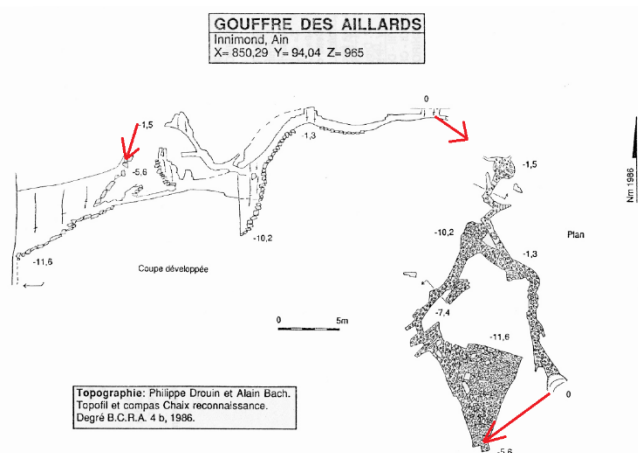 GOUFFRE DES AILLARDS
Innimond, Ain
X= 850,29 Y= 94,04 Z= 965
0
-1,5
-1,3
-5,6
-10,2
-11,6
Coupe développée
0 5m
Nm 1986
-1,5
-10,2
Plan
-1,3
-7,4
-11,6
0
-5,6
Topographie: Philippe Drouin et Alain Bach.
Topofil et compas Chaix reconnaissance.
Degré B.C.R.A. 4 b, 1986.